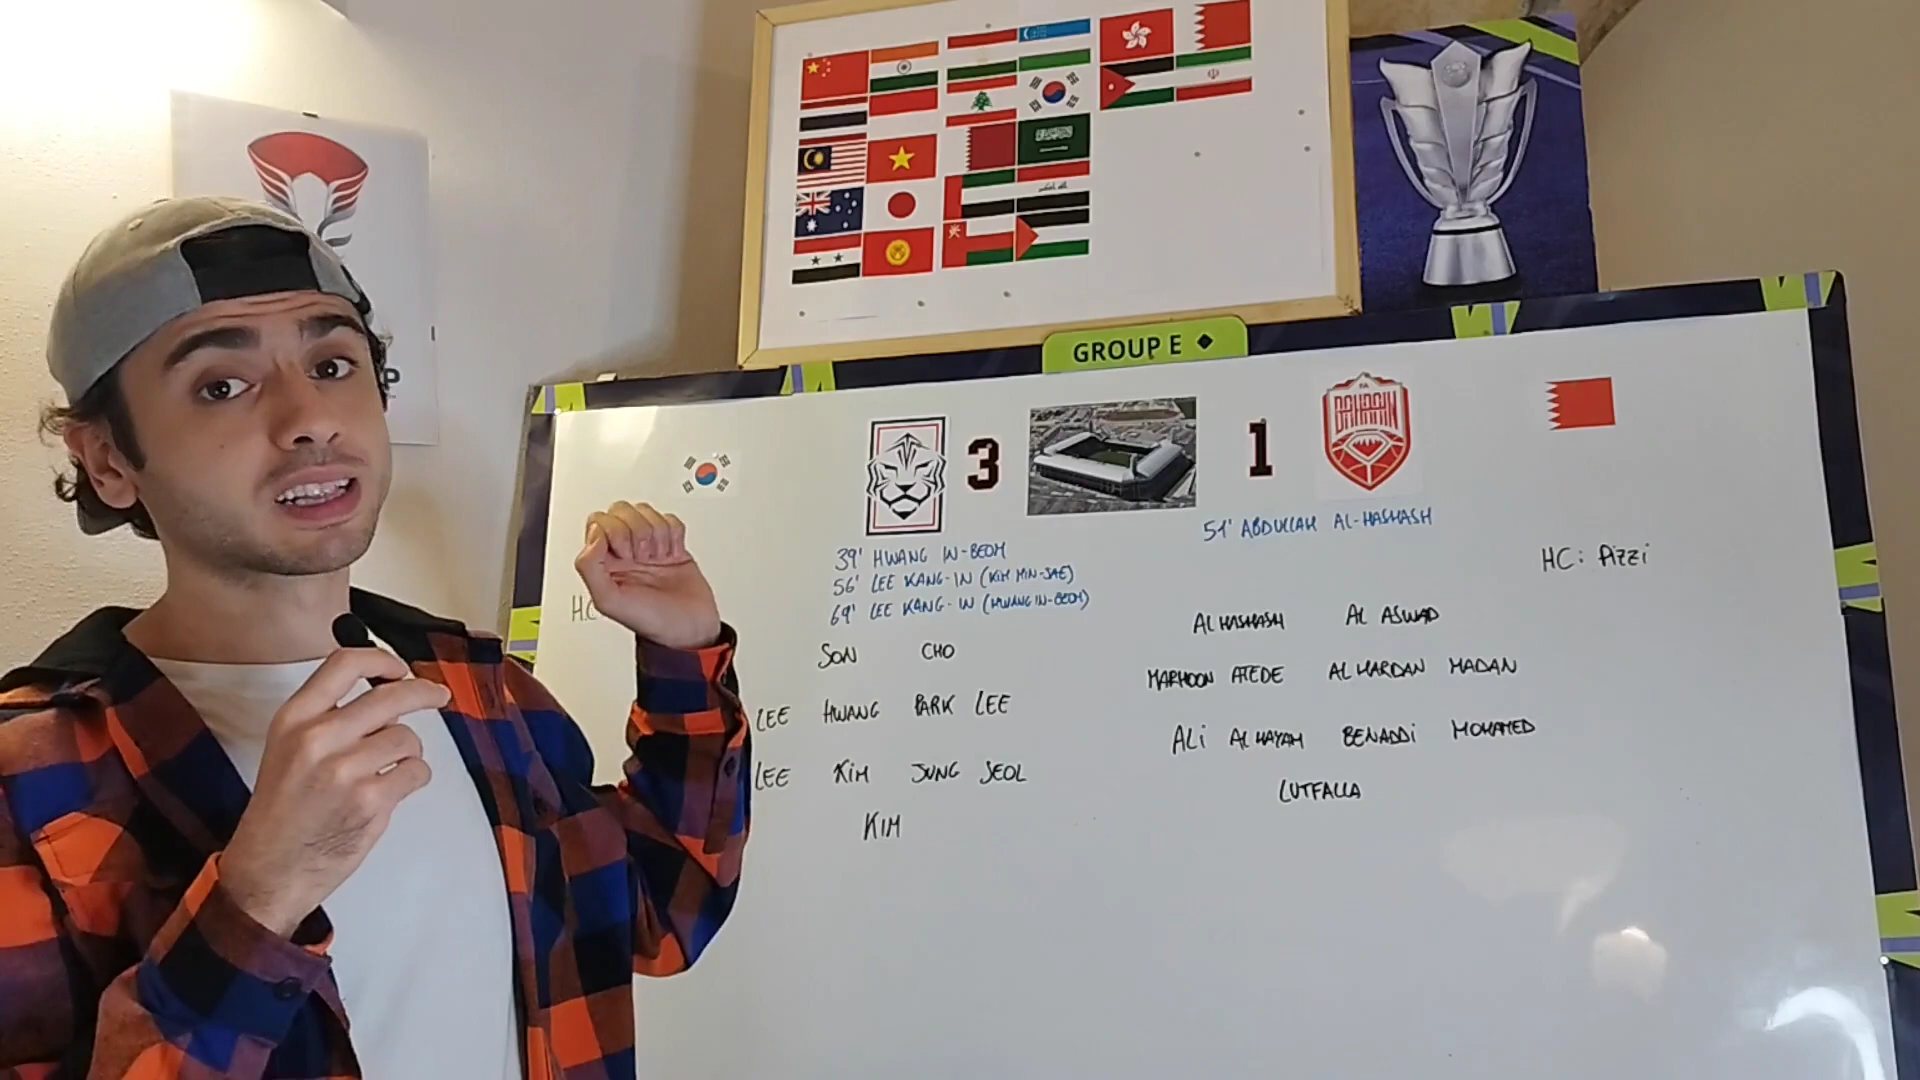 P
GROUP E
3
1
BAHRAIN
39' HWANG IN-BEOM
56' LEE KANG-IN (KIM MIN-JAE)
69' LEE KANG-IN (HWANG IN-BEOM)
51' ABDULLAH AL-HASHASH
H.C
HC: PIZZI
SON CHO
LEE HWANG PARK LEE
LEE KIM JUNG SEOL
KIM
AL HASHASH AL ASWAD
MARHOON ATEDE AL HARDAN MADAN
ALI AL HAYAM BENADDI MOHAMED
LUTFALLA